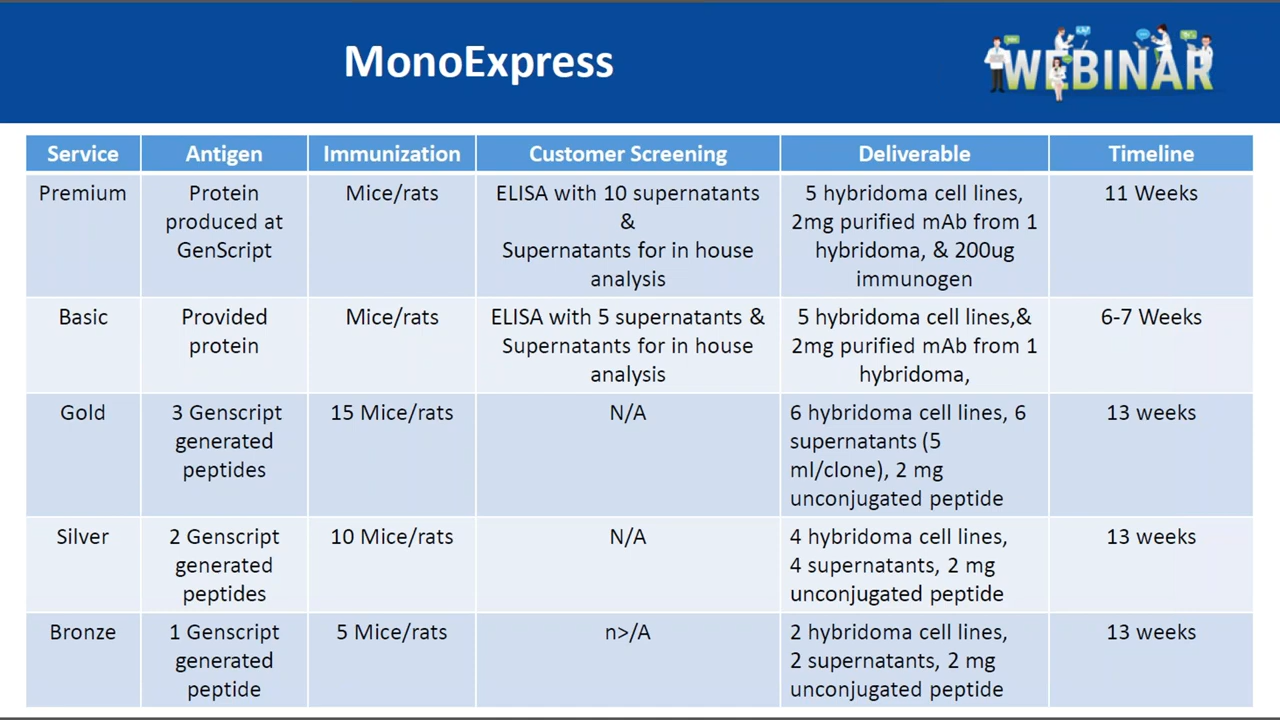 MonoExpress
WEBINAR
Service Antigen Immunization Customer Screening Deliverable Timeline
Premium
Protein
produced at
GenScript
Mice/rats
ELISA with 10 supernatants
&
Supernatants for in house
analysis
5 hybridoma cell lines,
2mg purified mAb from 1
hybridoma, & 200ug
immunogen
11 Weeks
Basic
Provided
protein
Mice/rats
ELISA with 5 supernatants &
Supernatants for in house
analysis
5 hybridoma cell lines,&
2mg purified mAb from 1
hybridoma,
6-7 Weeks
Gold
3 Genscript
generated
peptides
15 Mice/rats
N/A
6 hybridoma cell lines, 6
supernatants (5
ml/clone), 2 mg
unconjugated peptide
13 weeks
Silver
2 Genscript
generated
peptides
10 Mice/rats
N/A
4 hybridoma cell lines,
4 supernatants, 2 mg
unconjugated peptide
13 weeks
Bronze
1 Genscript
generated
peptide
5 Mice/rats
n>/A
2 hybridoma cell lines,
2 supernatants, 2 mg
unconjugated peptide
13 weeks